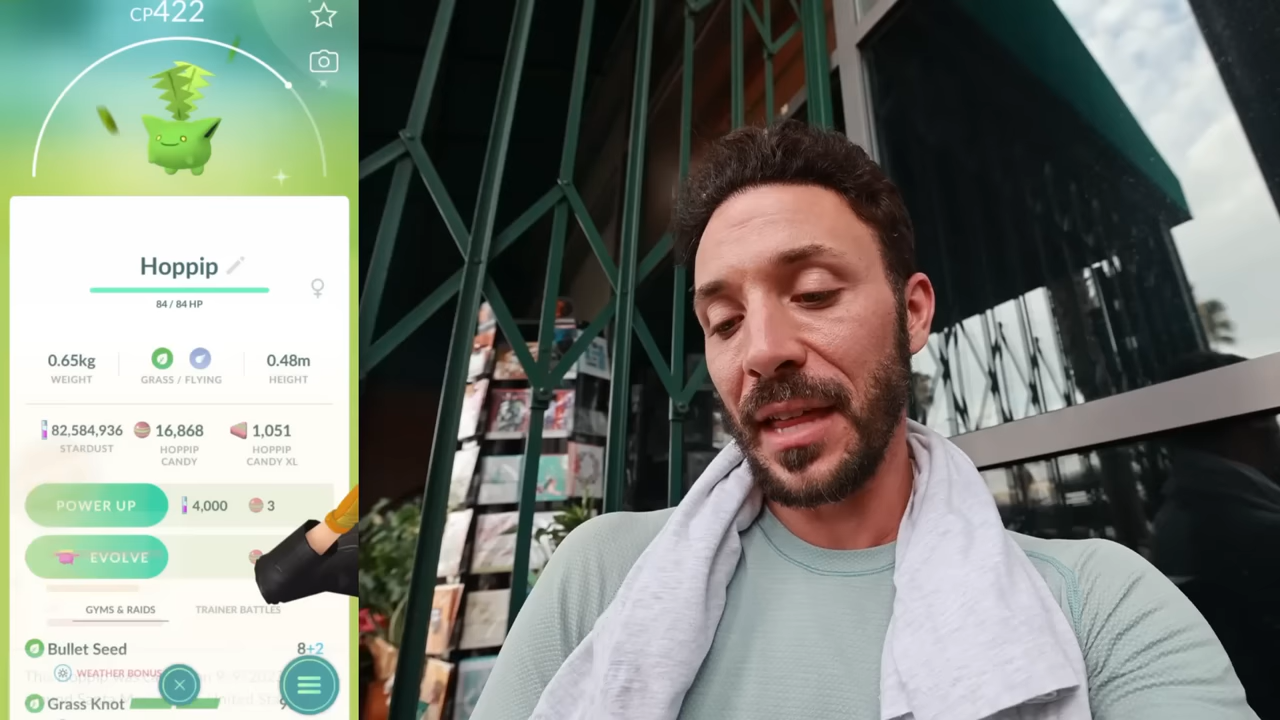 CP422
Hoppip
84 / 84 HP
0.65kg
WEIGHT
GRASS / FLYING
0.48m
HEIGHT
82,584,936
STARDUST
16,868
HOPPIP
CANDY
1,051
HOPPIP
CANDY XL
POWER UP
4,000
3
EVOLVE
GYMS & RAIDS
TRAINER BATTLES
Bullet Seed
8+2
WEATHER BONUS
Grass Knot
9